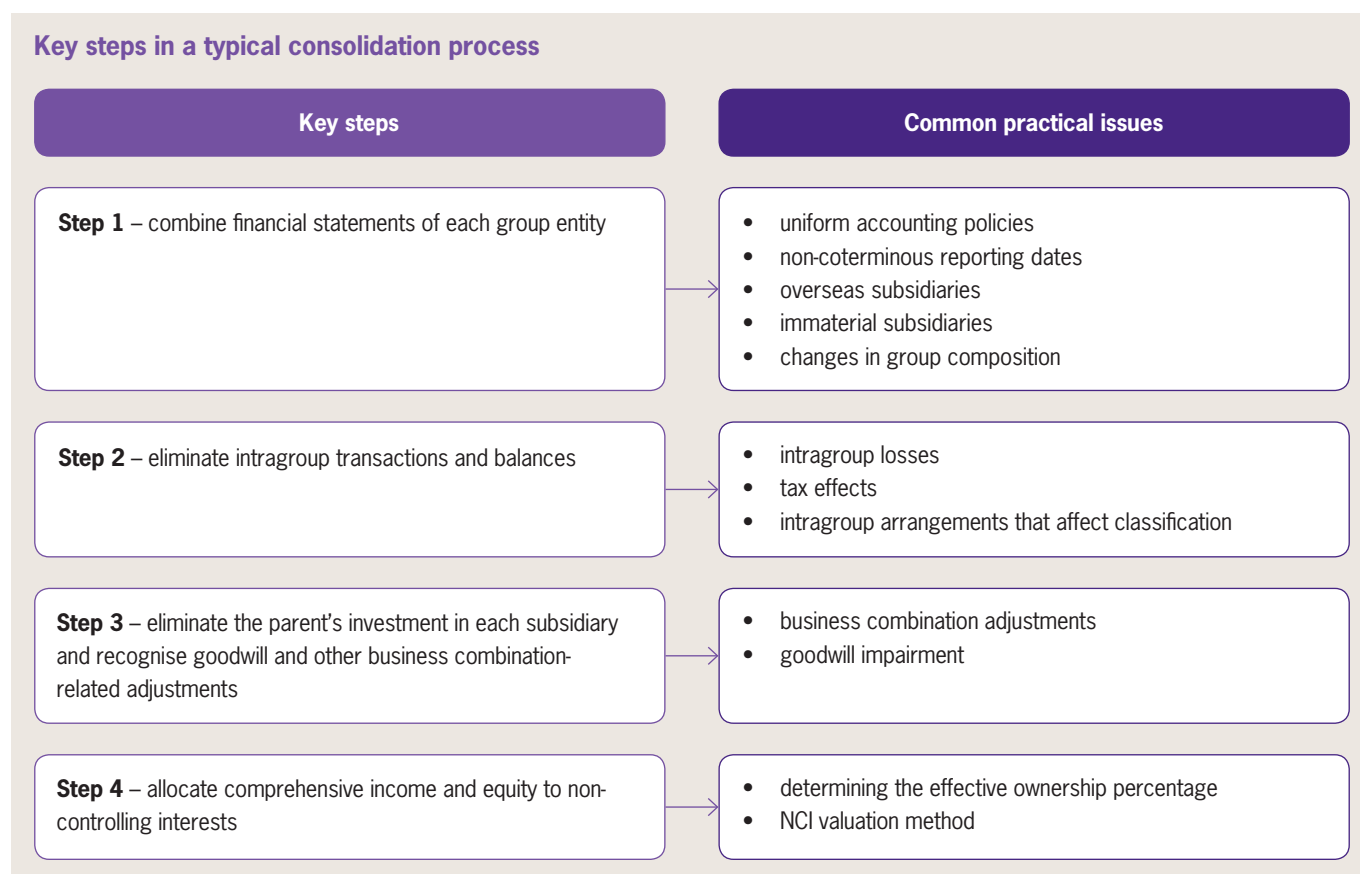 Key steps in a typical consolidation process
Key steps
Common practical issues
Step 1 – combine financial statements of each group entity
• uniform accounting policies
• non-coterminous reporting dates
• overseas subsidiaries
• immaterial subsidiaries
• changes in group composition
Step 2 – eliminate intragroup transactions and balances
• intragroup losses
• tax effects
• intragroup arrangements that affect classification
Step 3 – eliminate the parent's investment in each subsidiary
and recognise goodwill and other business combination-
related adjustments
• business combination adjustments
• goodwill impairment
Step 4 – allocate comprehensive income and equity to non-
controlling interests
• determining the effective ownership percentage
• NCI valuation method